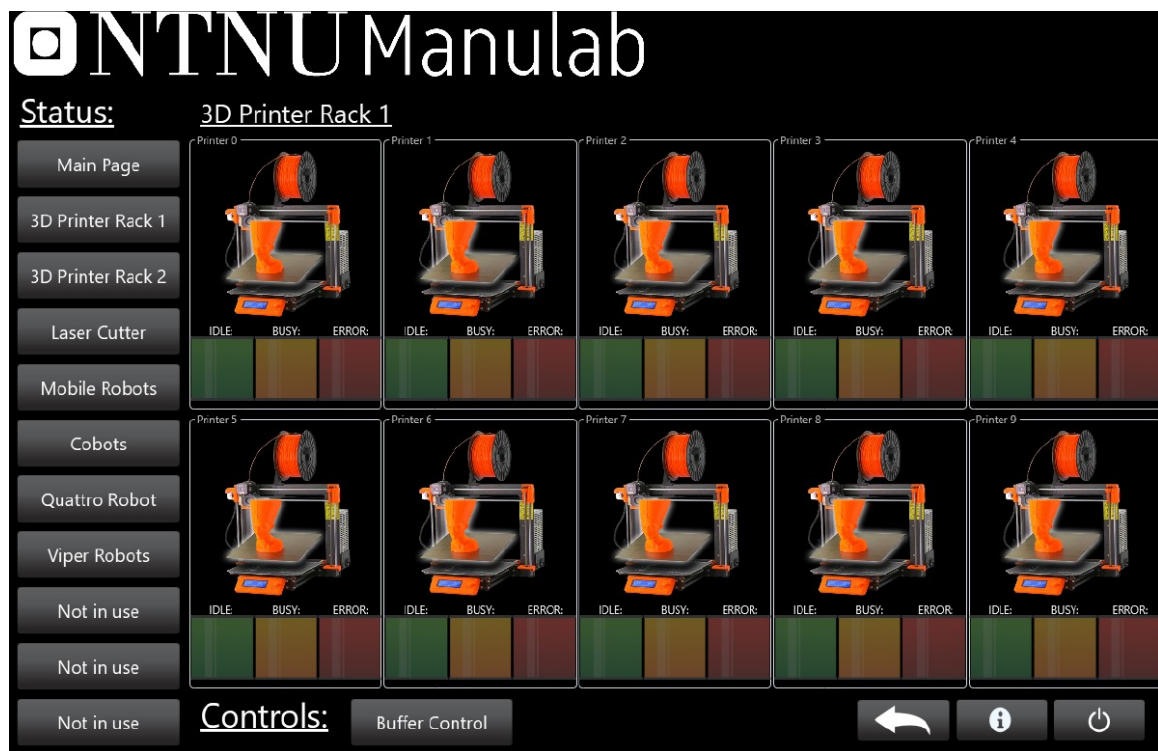 NTNU Manulab
Status:
3D Printer Rack 1
Main Page
3D Printer Rack 1
3D Printer Rack 2
Laser Cutter
Mobile Robots
Cobots
Quattro Robot
Viper Robots
Not in use
Not in use
Not in use
Printer 0
IDLE: BUSY: ERROR:
Printer 1
IDLE: BUSY: ERROR:
Printer 2
IDLE: BUSY: ERROR:
Printer 3
IDLE: BUSY: ERROR:
Printer 4
IDLE: BUSY: ERROR:
Printer 5
IDLE: BUSY: ERROR:
Printer 6
IDLE: BUSY: ERROR:
Printer 7
IDLE: BUSY: ERROR:
Printer 8
IDLE: BUSY: ERROR:
Printer 9
IDLE: BUSY: ERROR:
Controls:
Buffer Control